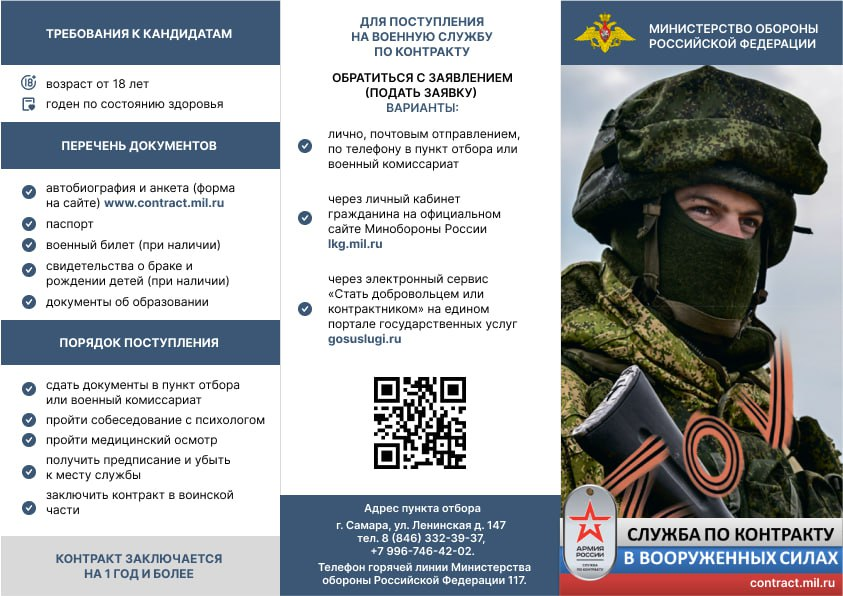 ТРЕБОВАНИЯ К КАНДИДАТАМ
18+
возраст от 18 лет
годен по состоянию здоровья
ПЕРЕЧЕНЬ ДОКУМЕНТОВ
автобиография и анкета (форма
на сайте) www.contract.mil.ru
паспорт
военный билет (при наличии)
свидетельства о браке и
рождении детей (при наличии)
документы об образовании
ПОРЯДОК ПОСТУПЛЕНИЯ
сдать документы в пункт отбора
или военный комиссариат
пройти собеседование с психологом
пройти медицинский осмотр
получить предписание и убыть
к месту службы
заключить контракт в воинской
части
КОНТРАКТ ЗАКЛЮЧАЕТСЯ
НА 1 ГОД И БОЛЕЕ
ДЛЯ ПОСТУПЛЕНИЯ
НА ВОЕННУЮ СЛУЖБУ
ПО КОНТРАКТУ
ОБРАТИТЬСЯ С ЗАЯВЛЕНИЕМ
(ПОДАТЬ ЗАЯВКУ)
ВАРИАНТЫ:
лично, почтовым отправлением,
по телефону в пункт отбора или
военный комиссариат
через личный кабинет
гражданина на официальном
сайте Минобороны России
lkg.mil.ru
через электронный сервис
«Стать добровольцем или
контрактником» на едином
портале государственных услуг
gosuslugi.ru
Адрес пункта отбора
г. Самара, ул. Ленинская д. 147
тел. 8 (846) 332-39-37,
+7 996-746-42-02.
Телефон горячей линии Министерства
обороны Российской Федерации 117.
МИНИСТЕРСТВО ОБОРОНЫ
РОССИЙСКОЙ ФЕДЕРАЦИИ
ZOV
АРМИЯ
РОССИИ
СЛУЖБА
ПО КОНТРАКТУ
СЛУЖБА ПО КОНТРАКТУ
В ВООРУЖЕННЫХ СИЛАХ
contract.mil.ru